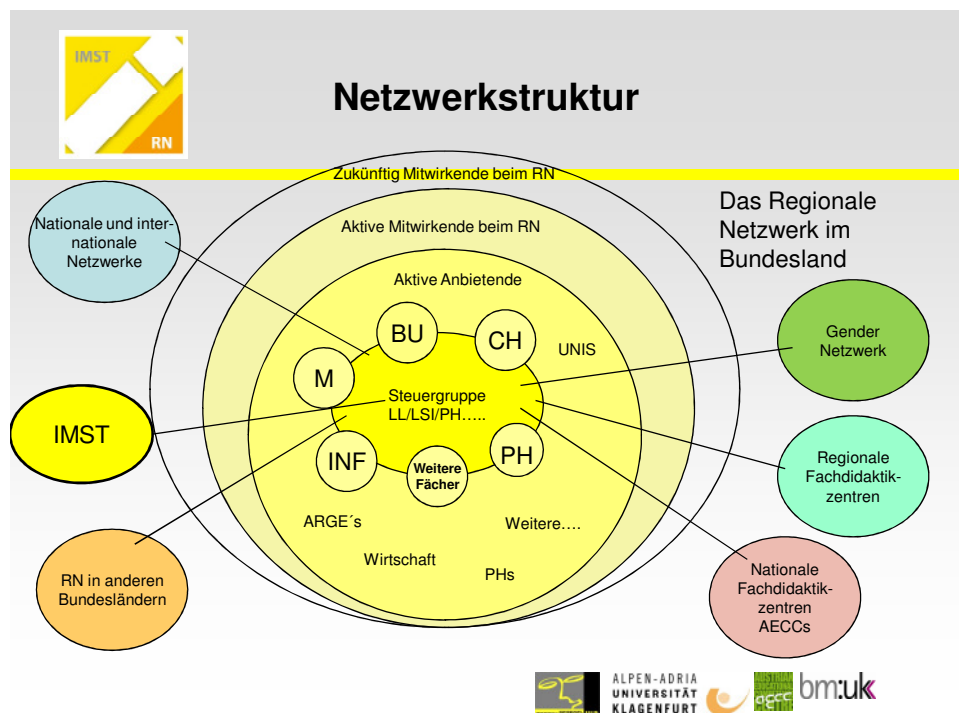 IMST
RN
Netzwerkstruktur
Zukünftig Mitwirkende beim RN
Aktive Mitwirkende beim RN
Aktive Anbietende
Das Regionale
Netzwerk im
Bundesland
Nationale und inter-
nationale
Netzwerke
BU
CH
UNIS
M
Steuergruppe
LL/LSI/PH…..
INF
Weitere
Fächer
PH
ARGE´s
Weitere….
Wirtschaft
PHs
Gender
Netzwerk
IMST
Regionale
Fachdidaktik-
zentren
RN in anderen
Bundesländern
Nationale
Fachdidaktik-
zentren
AECCs
ALPEN-ADRIA
UNIVERSITÄT
KLAGENFURT
aecc
bm:uk